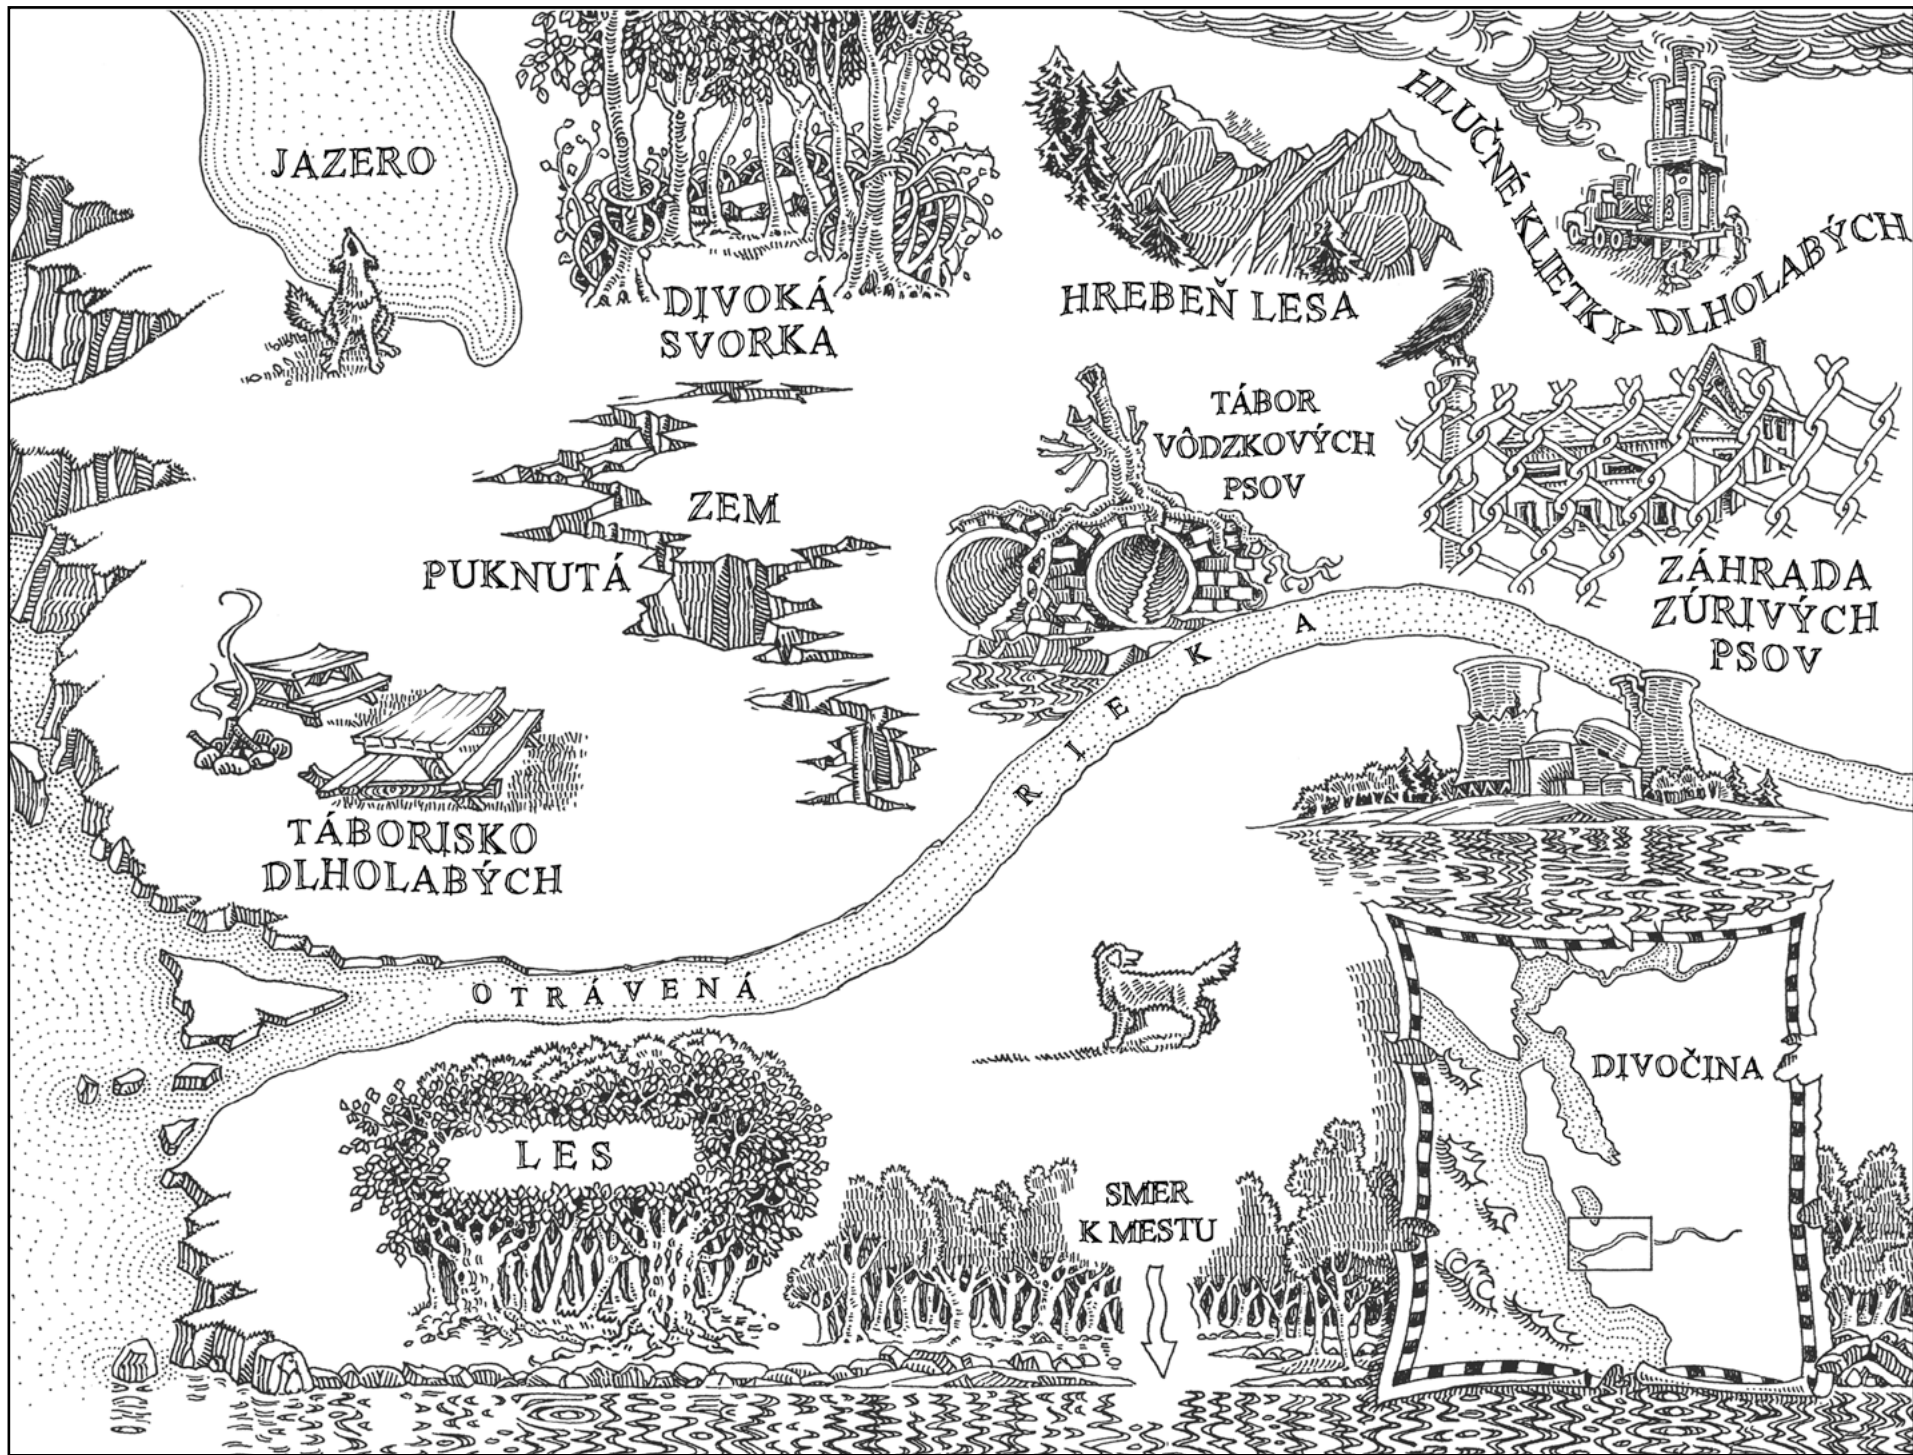 JAZERO
DIVOKÁ
SVORKA
HREBEŇ LESA
HLUČNÉ KLIETKY DLHOLABÝCH
TÁBOR
VÔDZKOVÝCH
PSOV
ZEM
PUKNUTÁ
ZÁHRADA
ZÚRIVÝCH
PSOV
TÁBORISKO
DLHOLABÝCH
OTRÁVENÁ RIEKA
DIVOČINA
LES
SMER
K MESTU